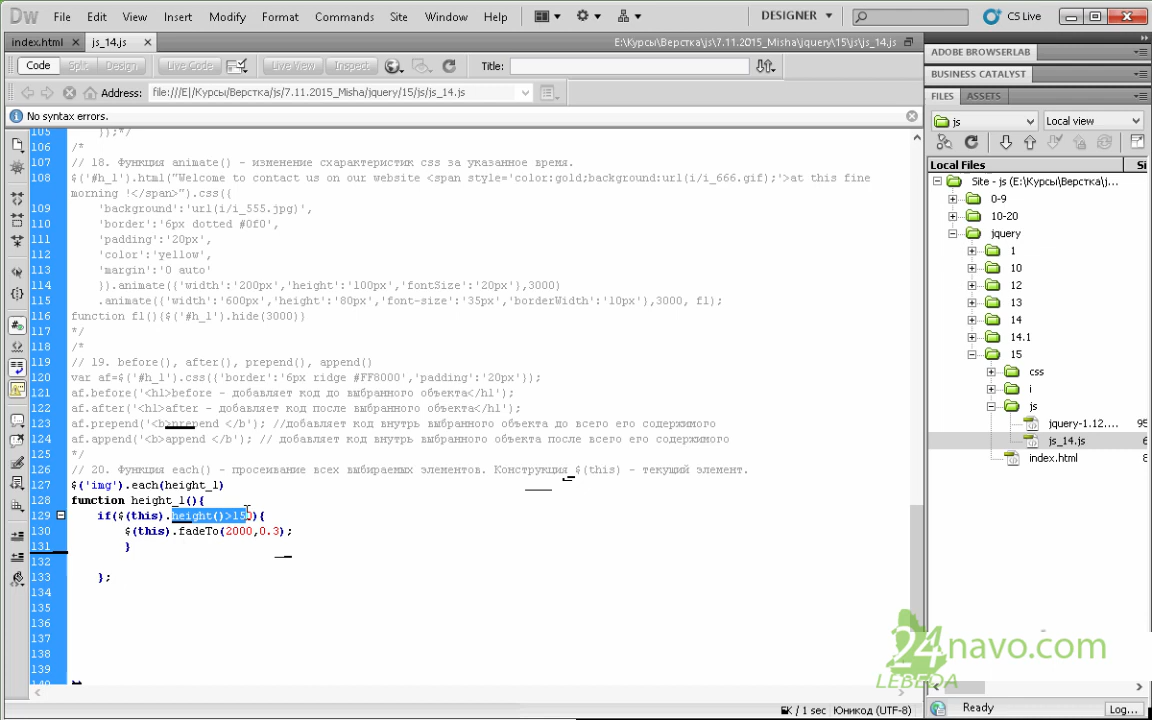 Dw File Edit View Insert Modify Format Commands Site Window Help DESIGNER CS Live
index.html js_14.js E:\Курсы\Верстка\js\7.11.2015_Misha\jquery\15\js\js_14.js
Code Split Design Live Code Live View Inspect Title:
Address: file:///E|/Курсы/Верстка/js/7.11.2015_Misha/jquery/15/js/js_14.js
No syntax errors.
105 });*/
106 /*
107 // 18. Функция animate() - изменение схарактеристик css за указанное время.
108 $('#h_1').html("Welcome to contact us on our website <span style='color:gold;background:url(i/i_666.gif);'>at this fine
morning !</span>").css({
109 'background':'url(i/i_555.jpg)',
110 'border':'6px dotted #0f0',
111 'padding':'20px',
112 'color':'yellow',
113 'margin':'0 auto'
114 }).animate({'width':'200px','height':'100px','fontSize':'20px'},3000)
115 .animate({'width':'600px','height':'80px','font-size':'35px','borderWidth':'10px'},3000, f1);
116 function f1(){$('#h_1').hide(3000)}
117 */
118 /*
119 // 19. before(), after(), prepend(), append()
120 var af=$('#h_1').css({'border':'6px ridge #FF8000','padding':'20px'});
121 af.before('<h1>before - добавляет код до выбранного объекта</h1');
122 af.after('<h1>after - добавляет код после выбранного объекта</h1');
123 af.prepend('<b>prepend </b'); //добавляет код внутрь выбранного объекта до всего его содержимого
124 af.append('<b>append </b'); // добавляет код внутрь выбранного объекта после всего его содержимого
125 */
126 // 20. Функция each() - просеивание всех выбираемых элементов. Конструкция $(this) - текущий элемент.
127 $('img').each(height_1)
128 function height_1(){
129 if($(this).height()>150){
130 $(this).fadeTo(2000,0.3);
131 }
132
133 };
134
135
136
137
138
139
140 };
K / 1 sec Юникод (UTF-8)
ADOBE BROWSERLAB
BUSINESS CATALYST
FILES ASSETS
js Local view
Local Files Si
Site - js (E:\Курсы\Верстка\j...
0-9
10-20
jquery
1
10
12
13
14
14.1
15
css
i
js
jquery-1.12.... 95
js_14.js 6
index.html
24navo.com
LEBEDA
Ready Log...